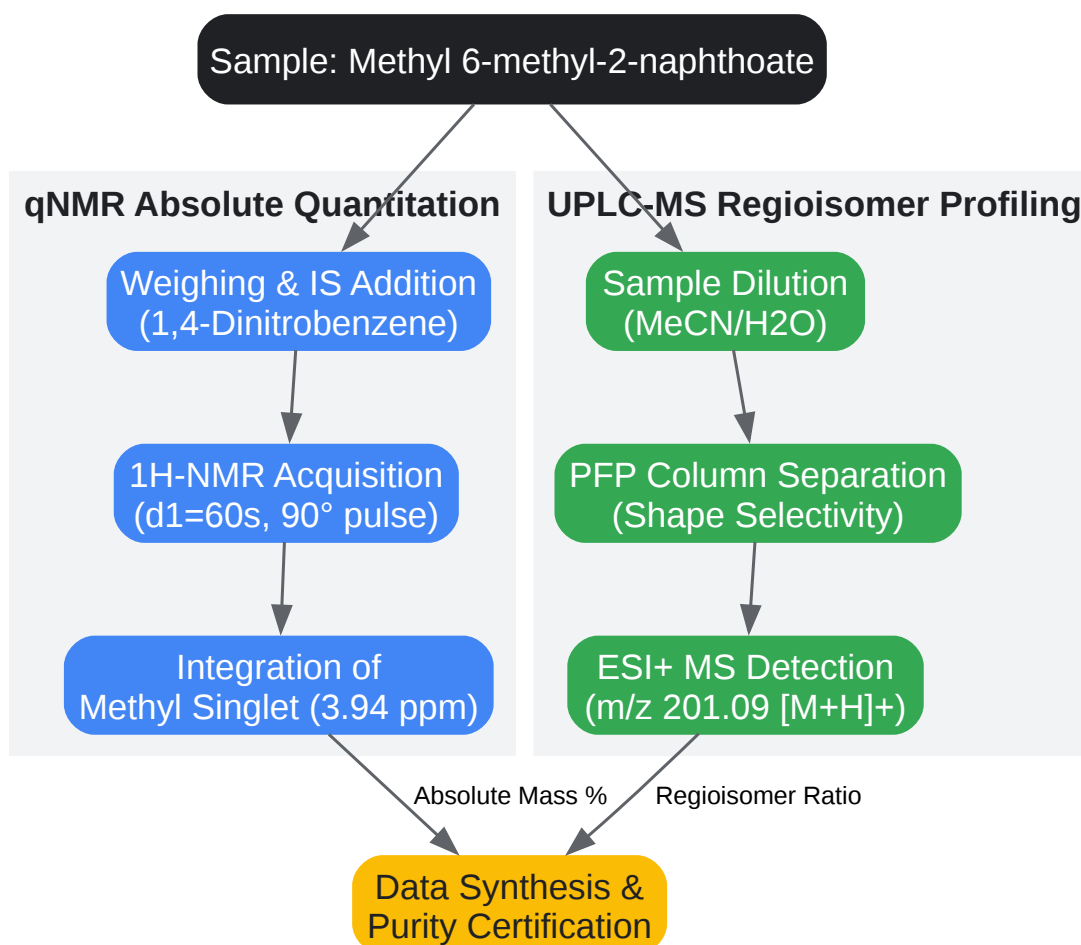 Sample: Methyl 6-methyl-2-naphthoate
qNMR Absolute Quantitation
Weighing & IS Addition
(1,4-Dinitrobenzene)
1H-NMR Acquisition
(d1=60s, 90° pulse)
Integration of
Methyl Singlet (3.94 ppm)
UPLC-MS Regioisomer Profiling
Sample Dilution
(MeCN/H2O)
PFP Column Separation
(Shape Selectivity)
ESI+ MS Detection
(m/z 201.09 [M+H]+)
Absolute Mass %
Regioisomer Ratio
Data Synthesis &
Purity Certification